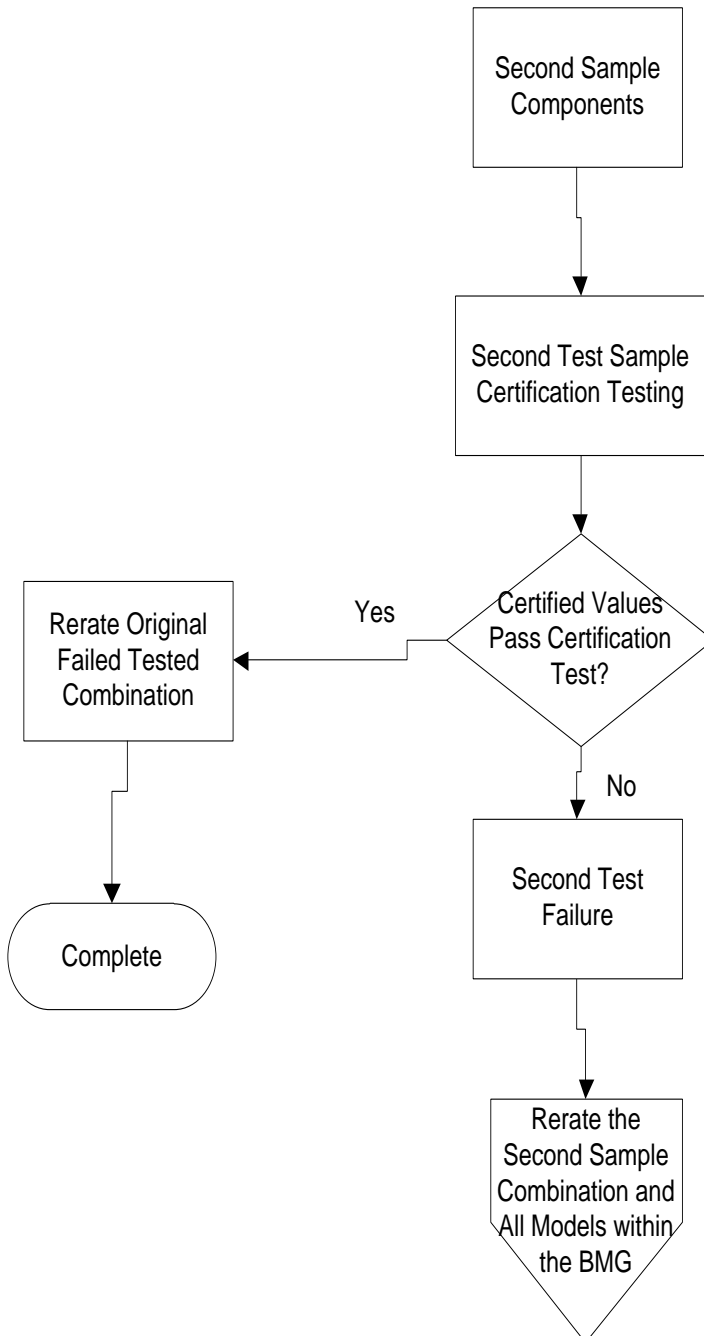 Second Sample
Components
Second Test Sample
Certification Testing
Certified Values
Pass Certification
Test?
Yes
Rerate Original
Failed Tested
Combination
No
Second Test
Failure
Complete
Rerate the
Second Sample
Combination and
All Models within
the BMG